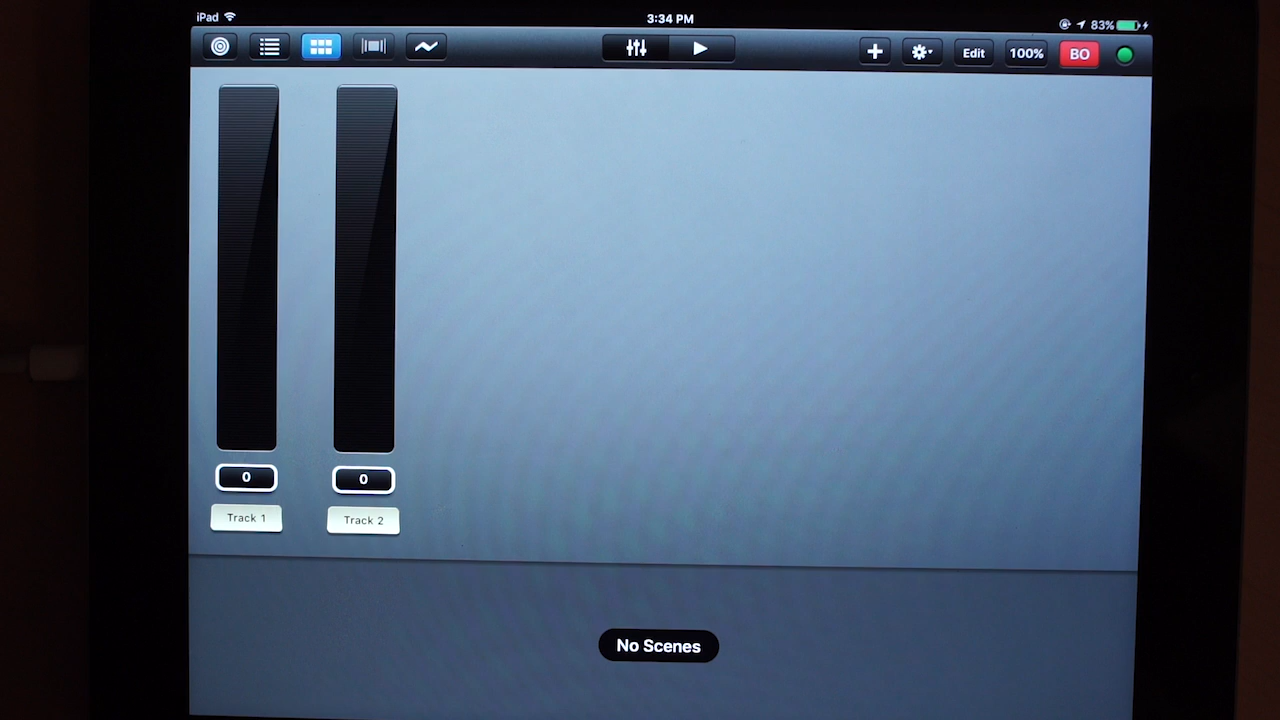 iPad 3:34 PM 83%
Edit 100% BO
0 0
Track 1 Track 2
No Scenes